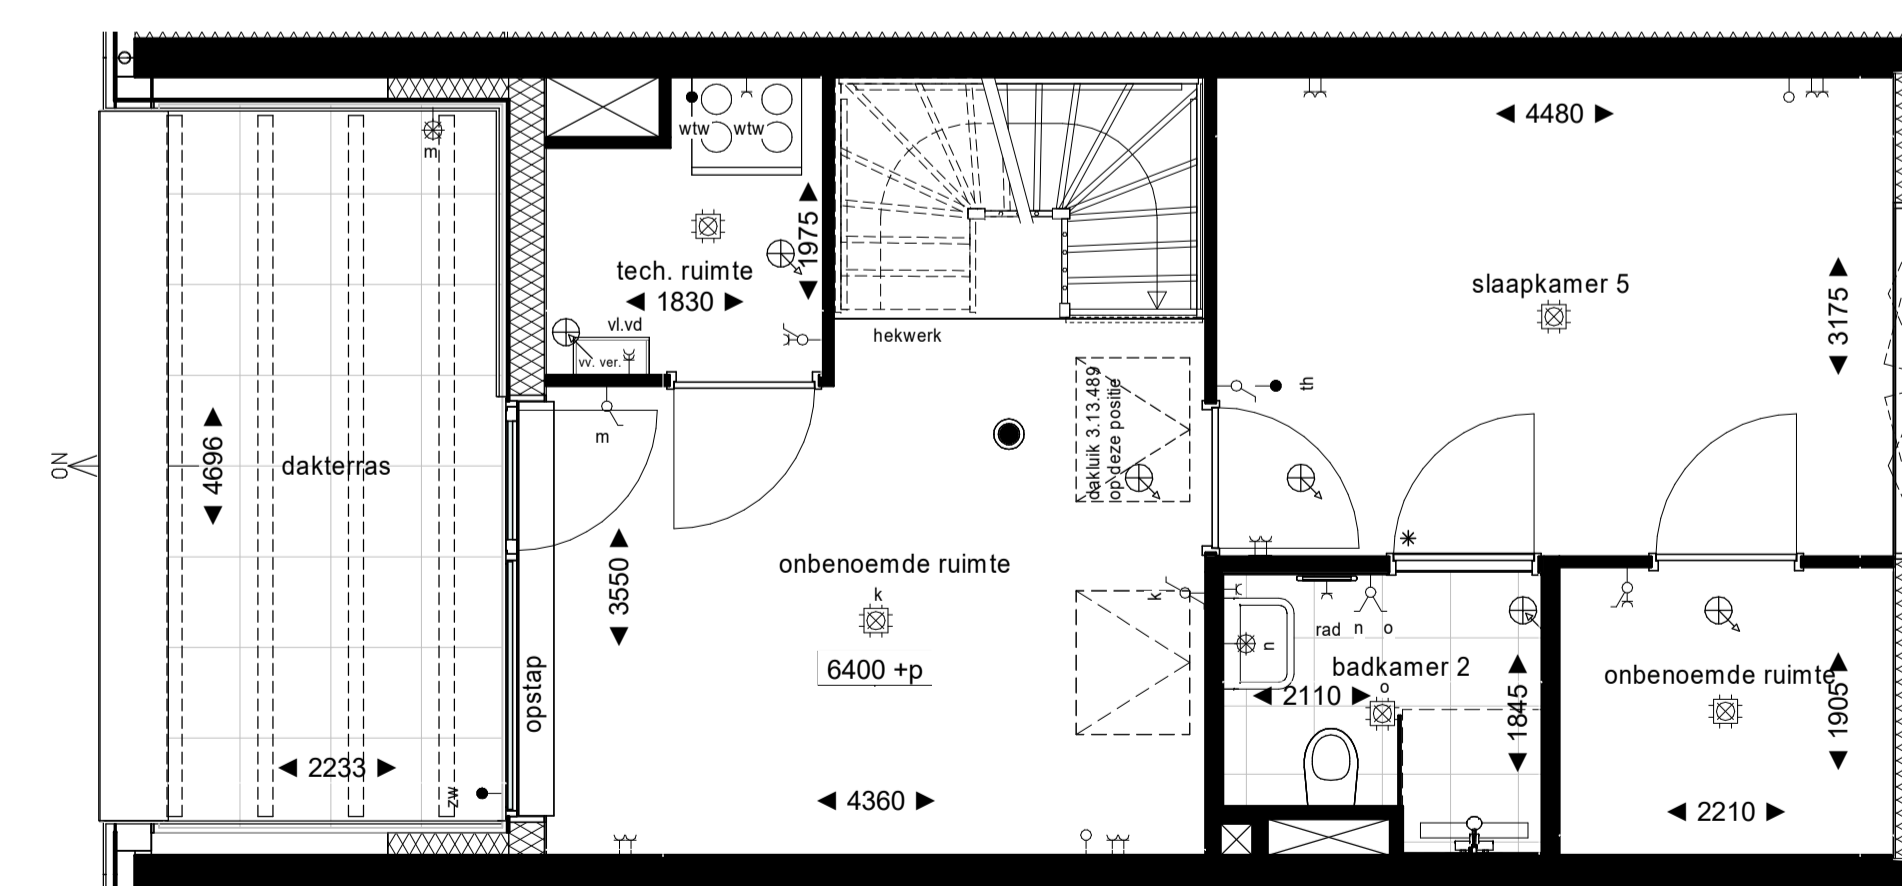 4480
m
wtw
wtw
1975
tech. ruimte
1830
vl.vd
vv. ver.
hekwerk
slaapkamer 5
3175
th
dakluik 3.13.489
op deze positie
m
ON
4696
dakterras
3550
onbenoemde ruimte
k
k
r
6400 +p
opstap
rad
n
o
n
badkamer 2
o
2110
1845
onbenoemde ruimte
1905
2233
zw
4360
2210